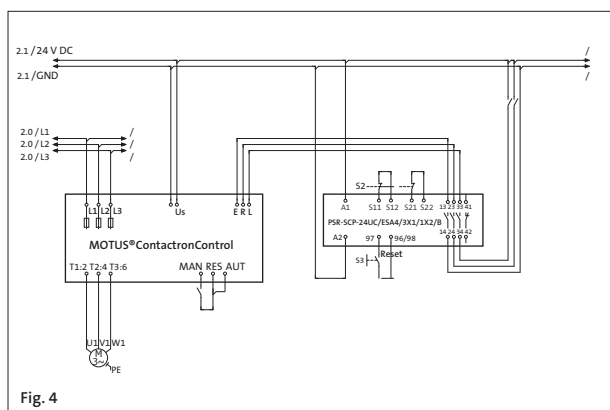 2.1 / 24 V DC /
2.1 /GND /
2.0 / L1 /
2.0 / L2 /
2.0 / L3 /
L1 L2 L3 Us E R L
MOTUS®ContactronControl
T1:2 T2:4 T3:6 MAN RES AUT
U1 V1 W1
M
3~
PE
S2
A1 S11 S12 S21 S22 13 23 33 41
PSR-SCP-24UC/ESA4/3X1/1X2/B
A2 97 96/98 14 24 34 42
Reset
S3
Fig. 4